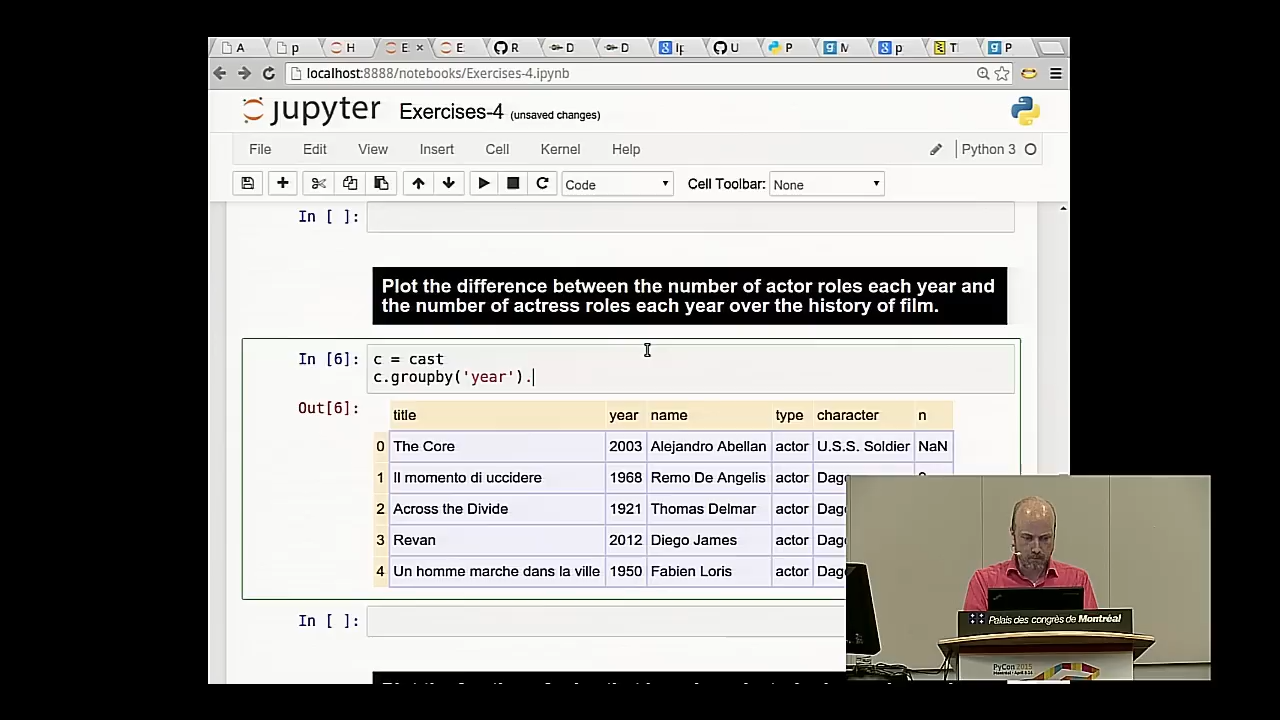 A
p
H
E
E
R
D
D
Ip
U
P
M
p
T
P
localhost:8888/notebooks/Exercises-4.ipynb
jupyter Exercises-4 (unsaved changes)
File Edit View Insert Cell Kernel Help Python 3
Code Cell Toolbar: None
In [ ]:
Plot the difference between the number of actor roles each year and
the number of actress roles each year over the history of film.
In [6]: c = cast
c.groupby('year').
Out[6]:
title year name type character n
0 The Core 2003 Alejandro Abellan actor U.S.S. Soldier NaN
1 Il momento di uccidere 1968 Remo De Angelis actor Dago
2 Across the Divide 1921 Thomas Delmar actor Dago
3 Revan 2012 Diego James actor Dago
4 Un homme marche dans la ville 1950 Fabien Loris actor Dago
In [ ]:
Palais des congrès de Montréal
PyCon 2015